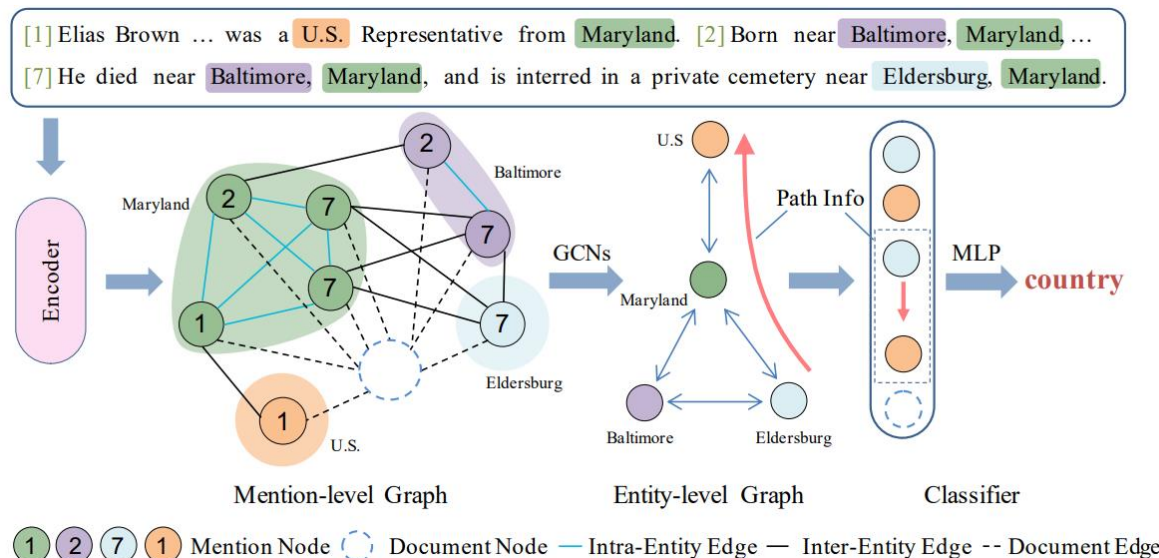 [1] Elias Brown … was a U.S. Representative from Maryland. [2] Born near Baltimore, Maryland, …
[7] He died near Baltimore, Maryland, and is interred in a private cemetery near Eldersburg, Maryland.
Encoder
Maryland
2
7
7
1
2
7
Baltimore
7
Eldersburg
1
U.S.
GCNs
U.S
Maryland
Baltimore
Eldersburg
Path Info
MLP
country
Mention-level Graph
Entity-level Graph
Classifier
1 2 7 1 Mention Node Document Node Intra-Entity Edge Inter-Entity Edge Document Edge